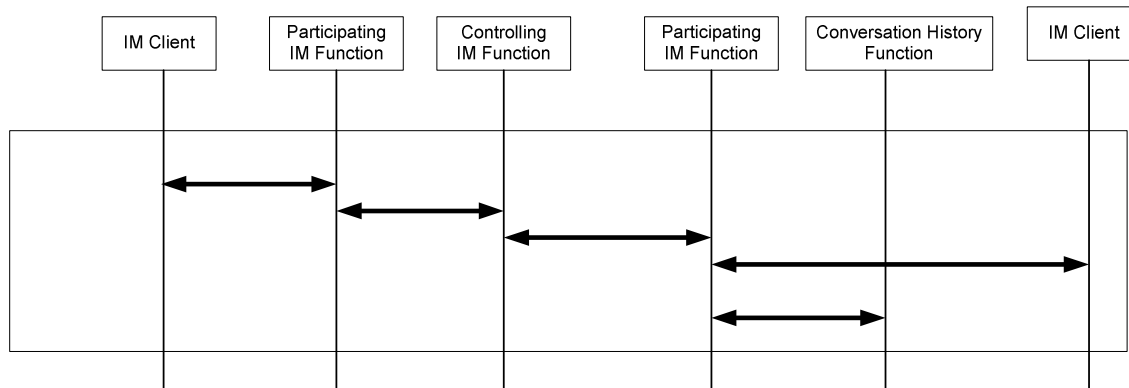 IM Client
Participating
IM Function
Controlling
IM Function
Participating
IM Function
Conversation History
Function
IM Client